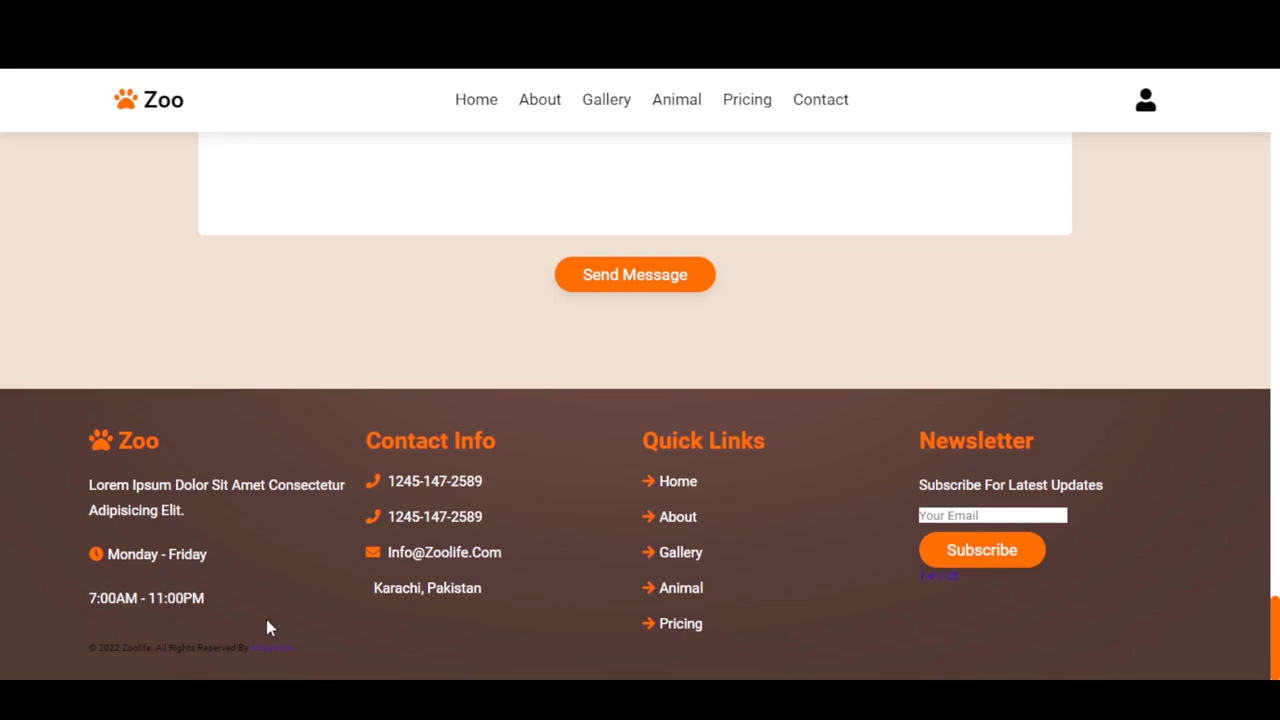 Zoo
Home About Gallery Animal Pricing Contact
Send Message
Zoo
Lorem Ipsum Dolor Sit Amet Consectetur
Adipisicing Elit.
Monday - Friday
7:00AM - 11:00PM
© 2022 Zoolife. All Rights Reserved By
Contact Info
1245-147-2589
1245-147-2589
Info@Zoolife.Com
Karachi, Pakistan
Quick Links
Home
About
Gallery
Animal
Pricing
Newsletter
Subscribe For Latest Updates
Your Email
Subscribe